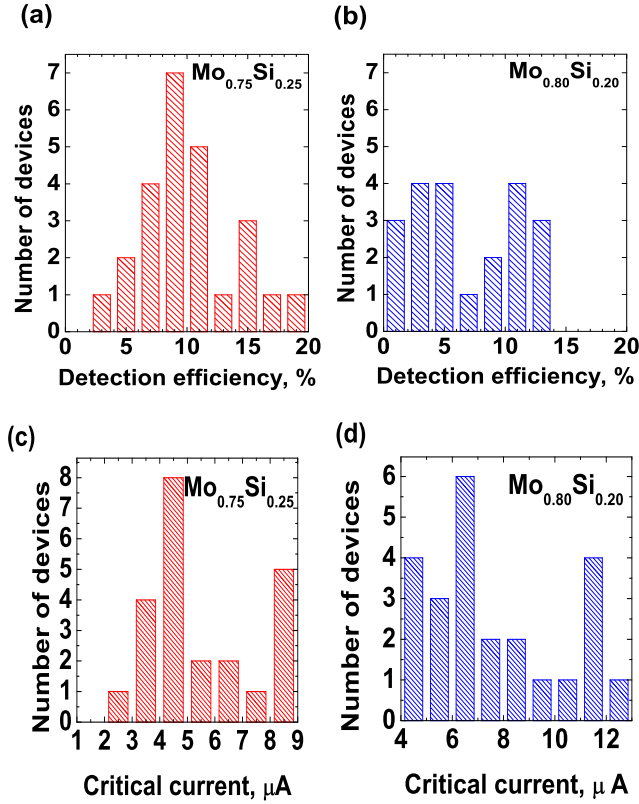 (a)
Mo0.75Si0.25
Number of devices
7
6
5
4
3
2
1
0
0 5 10 15 20
Detection efficiency, %
(b)
Mo0.80Si0.20
Number of devices
7
6
5
4
3
2
1
0
0 5 10 15 20
Detection efficiency, %
(c)
Mo0.75Si0.25
Number of devices
8
7
6
5
4
3
2
1
0
1 2 3 4 5 6 7 8 9
Critical current, μA
(d)
Mo0.80Si0.20
Number of devices
6
5
4
3
2
1
0
4 6 8 10 12
Critical current, μ A